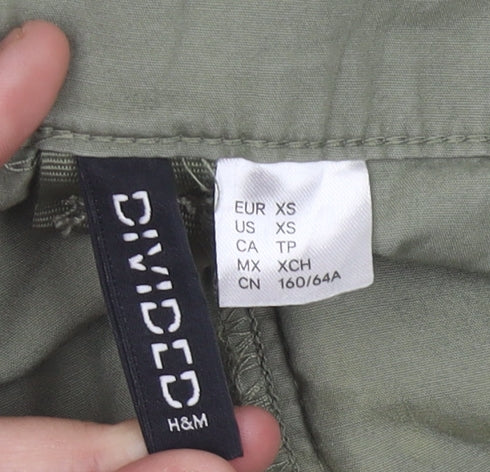 DIVIDED
H&M
EUR XS
US XS
CA TP
MX XCH
CN 160/64A